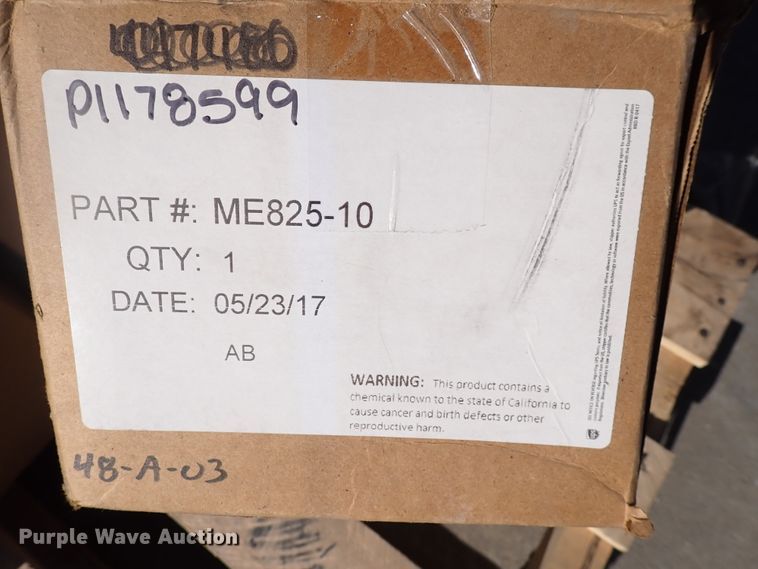 P1178599
PART #: ME825-10
QTY: 1
DATE: 05/23/17
AB
WARNING: This product contains a
chemical known to the state of California to
cause cancer and birth defects or other
reproductive harm.
48-A-03
Purple Wave Auction